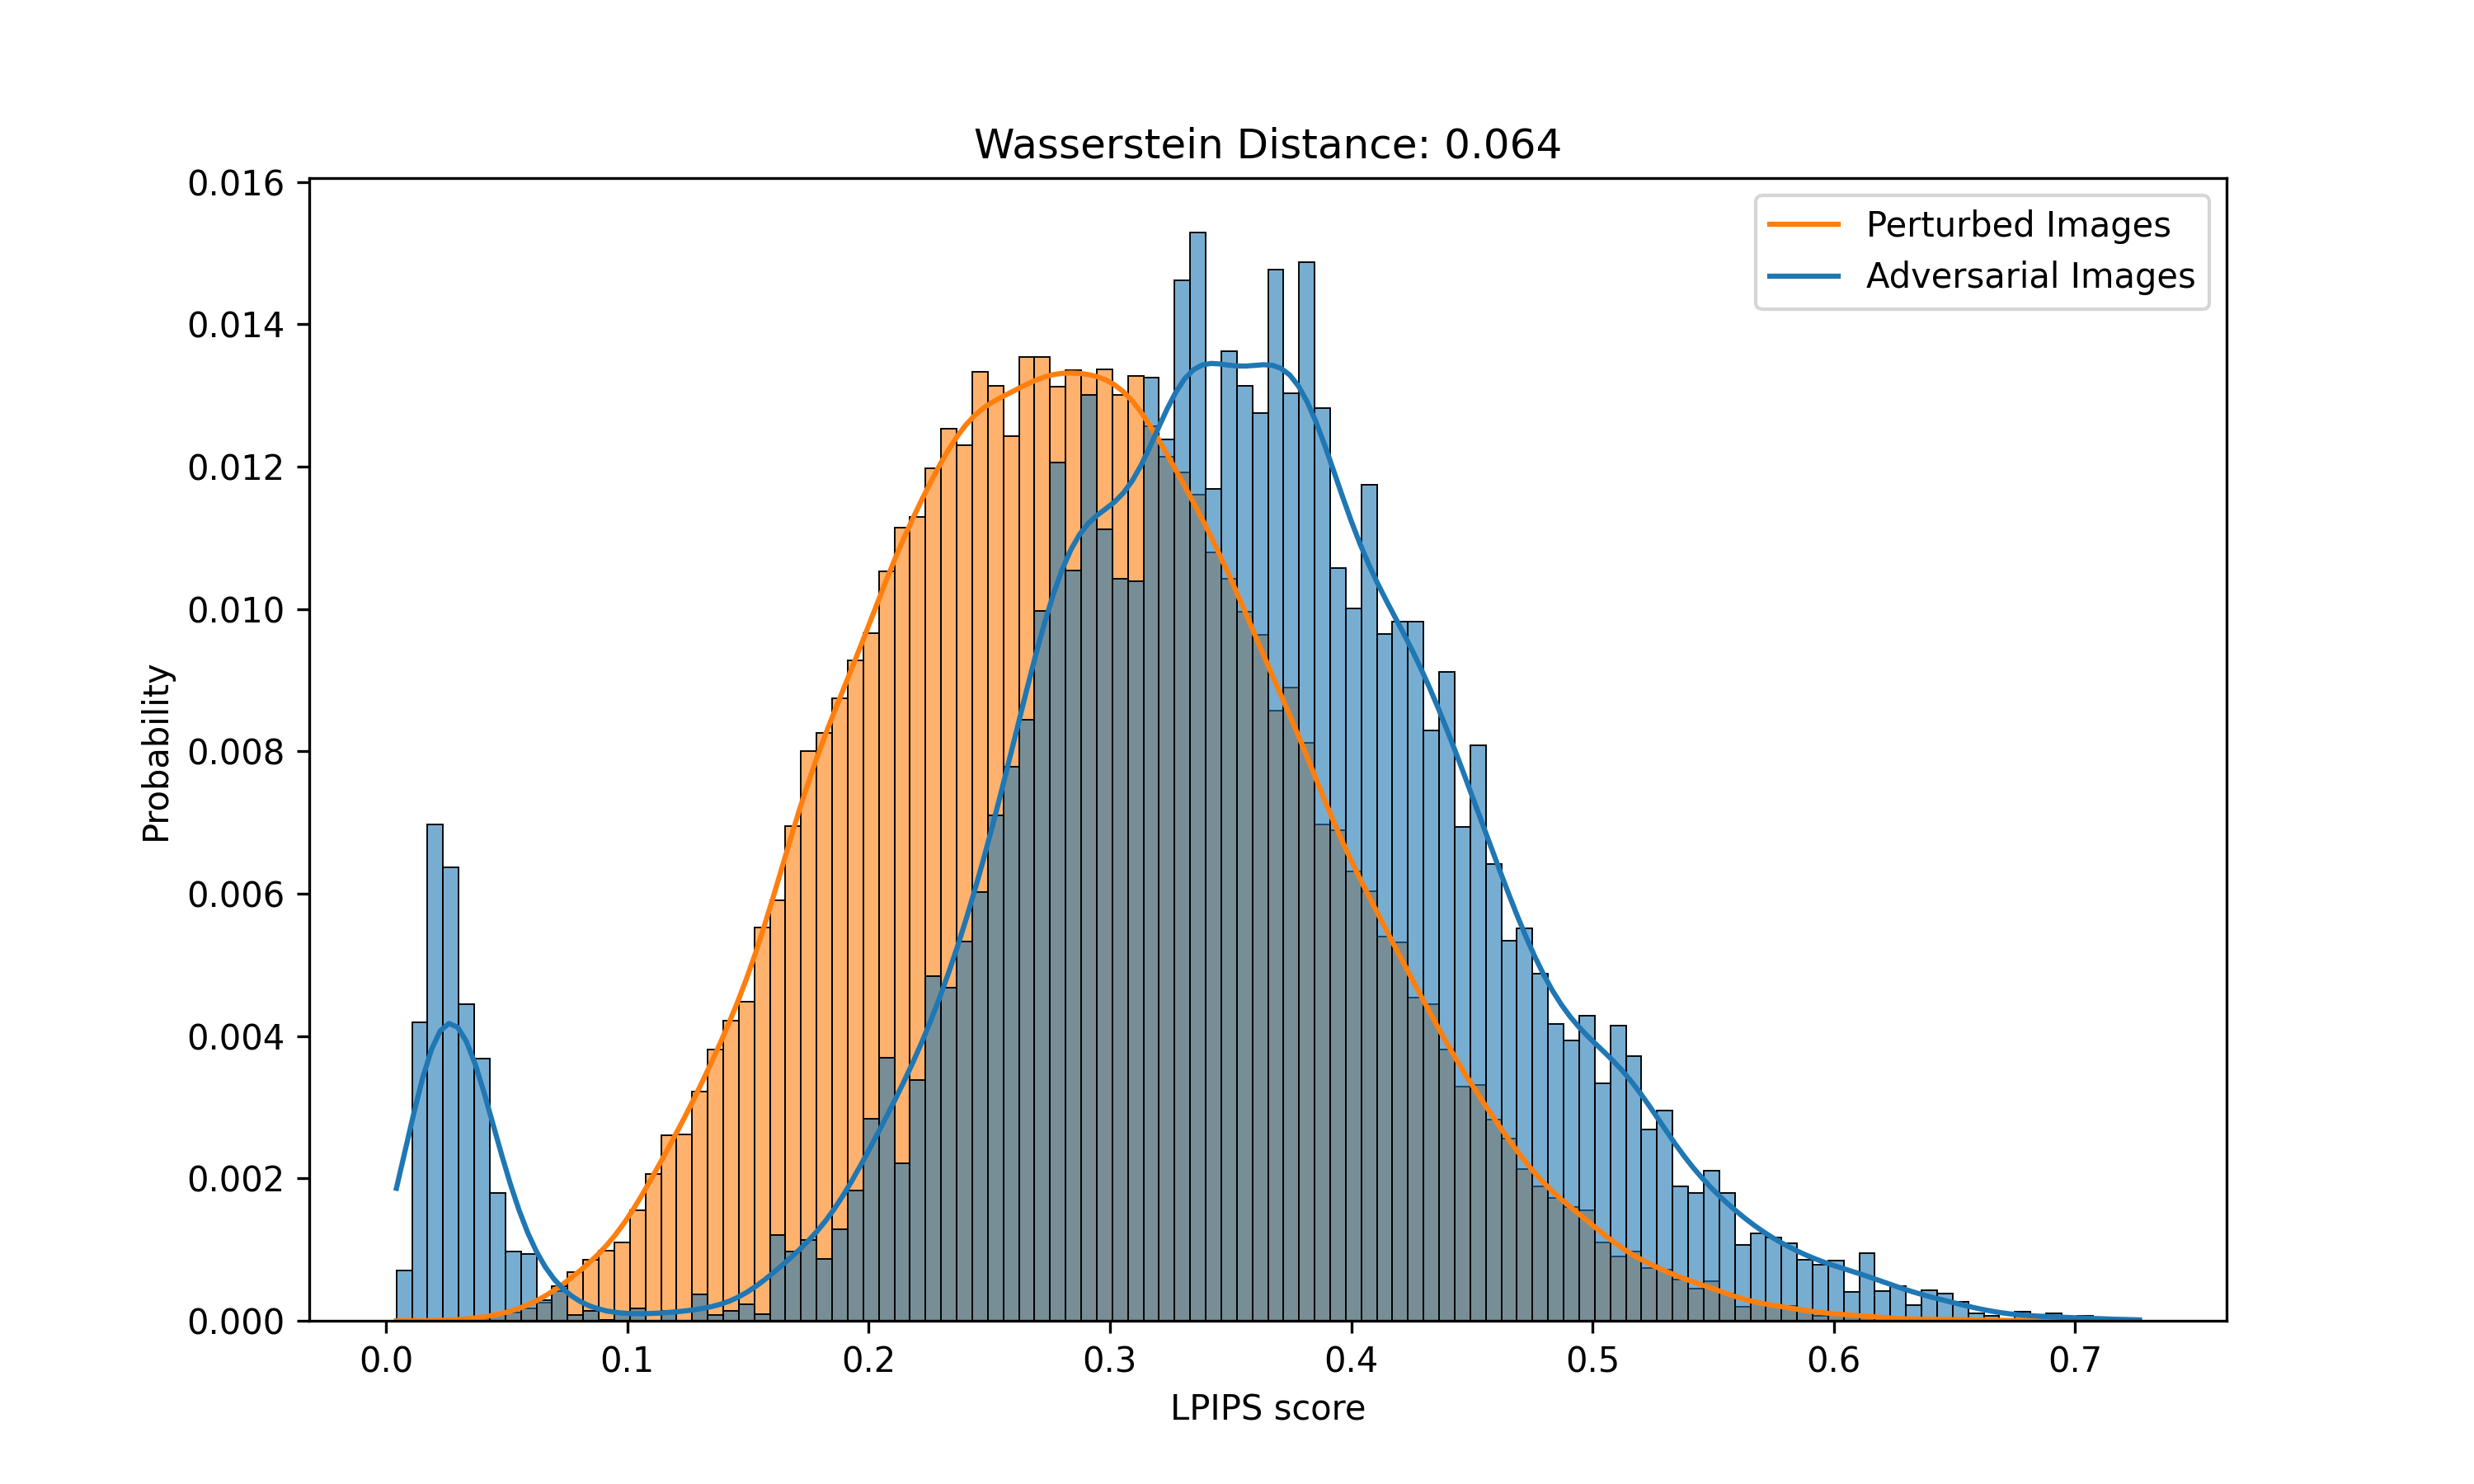 Wasserstein Distance: 0.064
Perturbed Images
Adversarial Images
0.016
0.014
0.012
0.010
0.008
0.006
0.004
0.002
0.000
Probability
0.0 0.1 0.2 0.3 0.4 0.5 0.6 0.7
LPIPS score